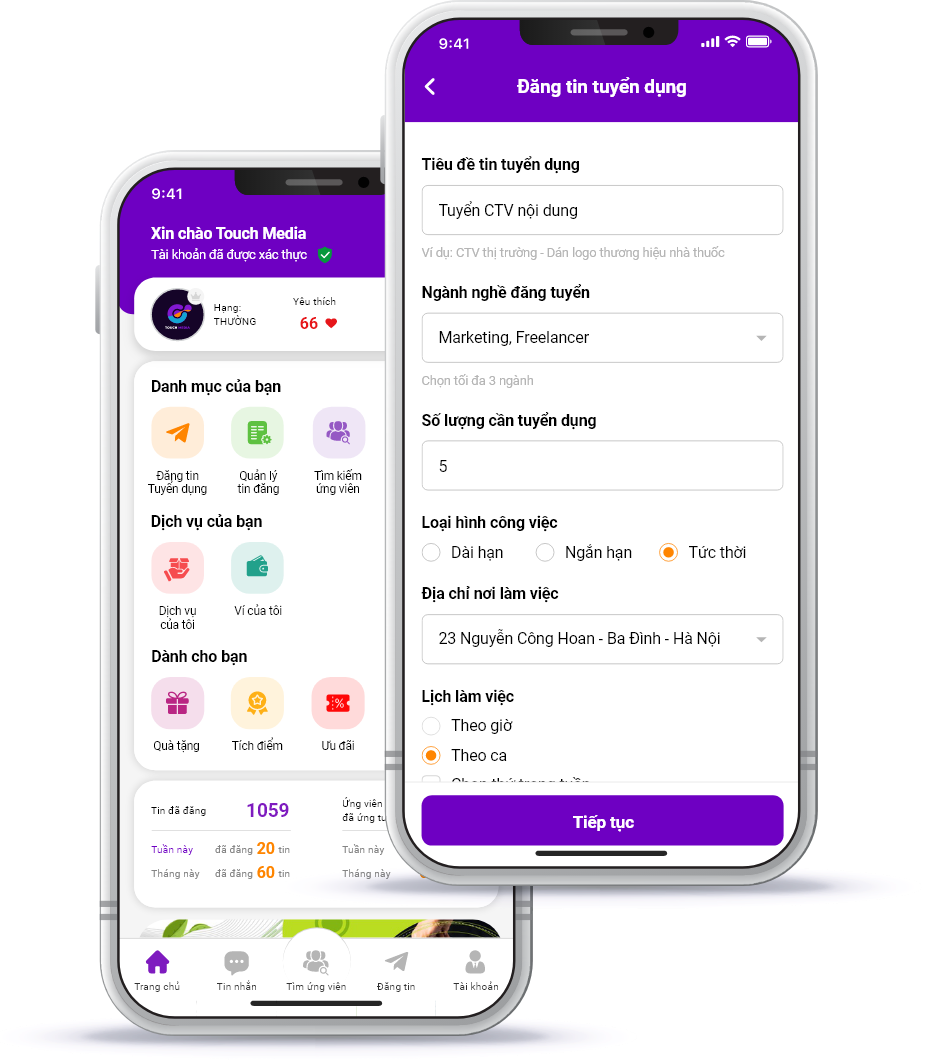 9:41
Đăng tin tuyển dụng
Tiêu đề tin tuyển dụng
Tuyển CTV nội dung
Ví dụ: CTV thị trường - Dán logo thương hiệu nhà thuốc
Ngành nghề đăng tuyển
Marketing, Freelancer
Chọn tối đa 3 ngành
Số lượng cần tuyển dụng
5
Loại hình công việc
Dài hạn Ngắn hạn Tức thời
Địa chỉ nơi làm việc
23 Nguyễn Công Hoan - Ba Đình - Hà Nội
Lịch làm việc
Theo giờ
Theo ca
Tiếp tục
9:41
Xin chào Touch Media
Tài khoản đã được xác thực
Hạng:
THƯỜNG
Yêu thích
66
TOUCH MEDIA
Danh mục của bạn
Đăng tin
Tuyển dụng
Quản lý
tin đăng
Tìm kiếm
ứng viên
Dịch vụ của bạn
Dịch vụ
của tôi
Ví của tôi
Dành cho bạn
Quà tặng
Tích điểm
Ưu đãi
Tin đã đăng 1059
Tuần này đã đăng 20 tin
Tháng này đã đăng 60 tin
Ứng viên
đã ứng
Tuần này
Tháng này
Trang chủ
Tin nhắn
Tìm ứng viên
Đăng tin
Tài khoản